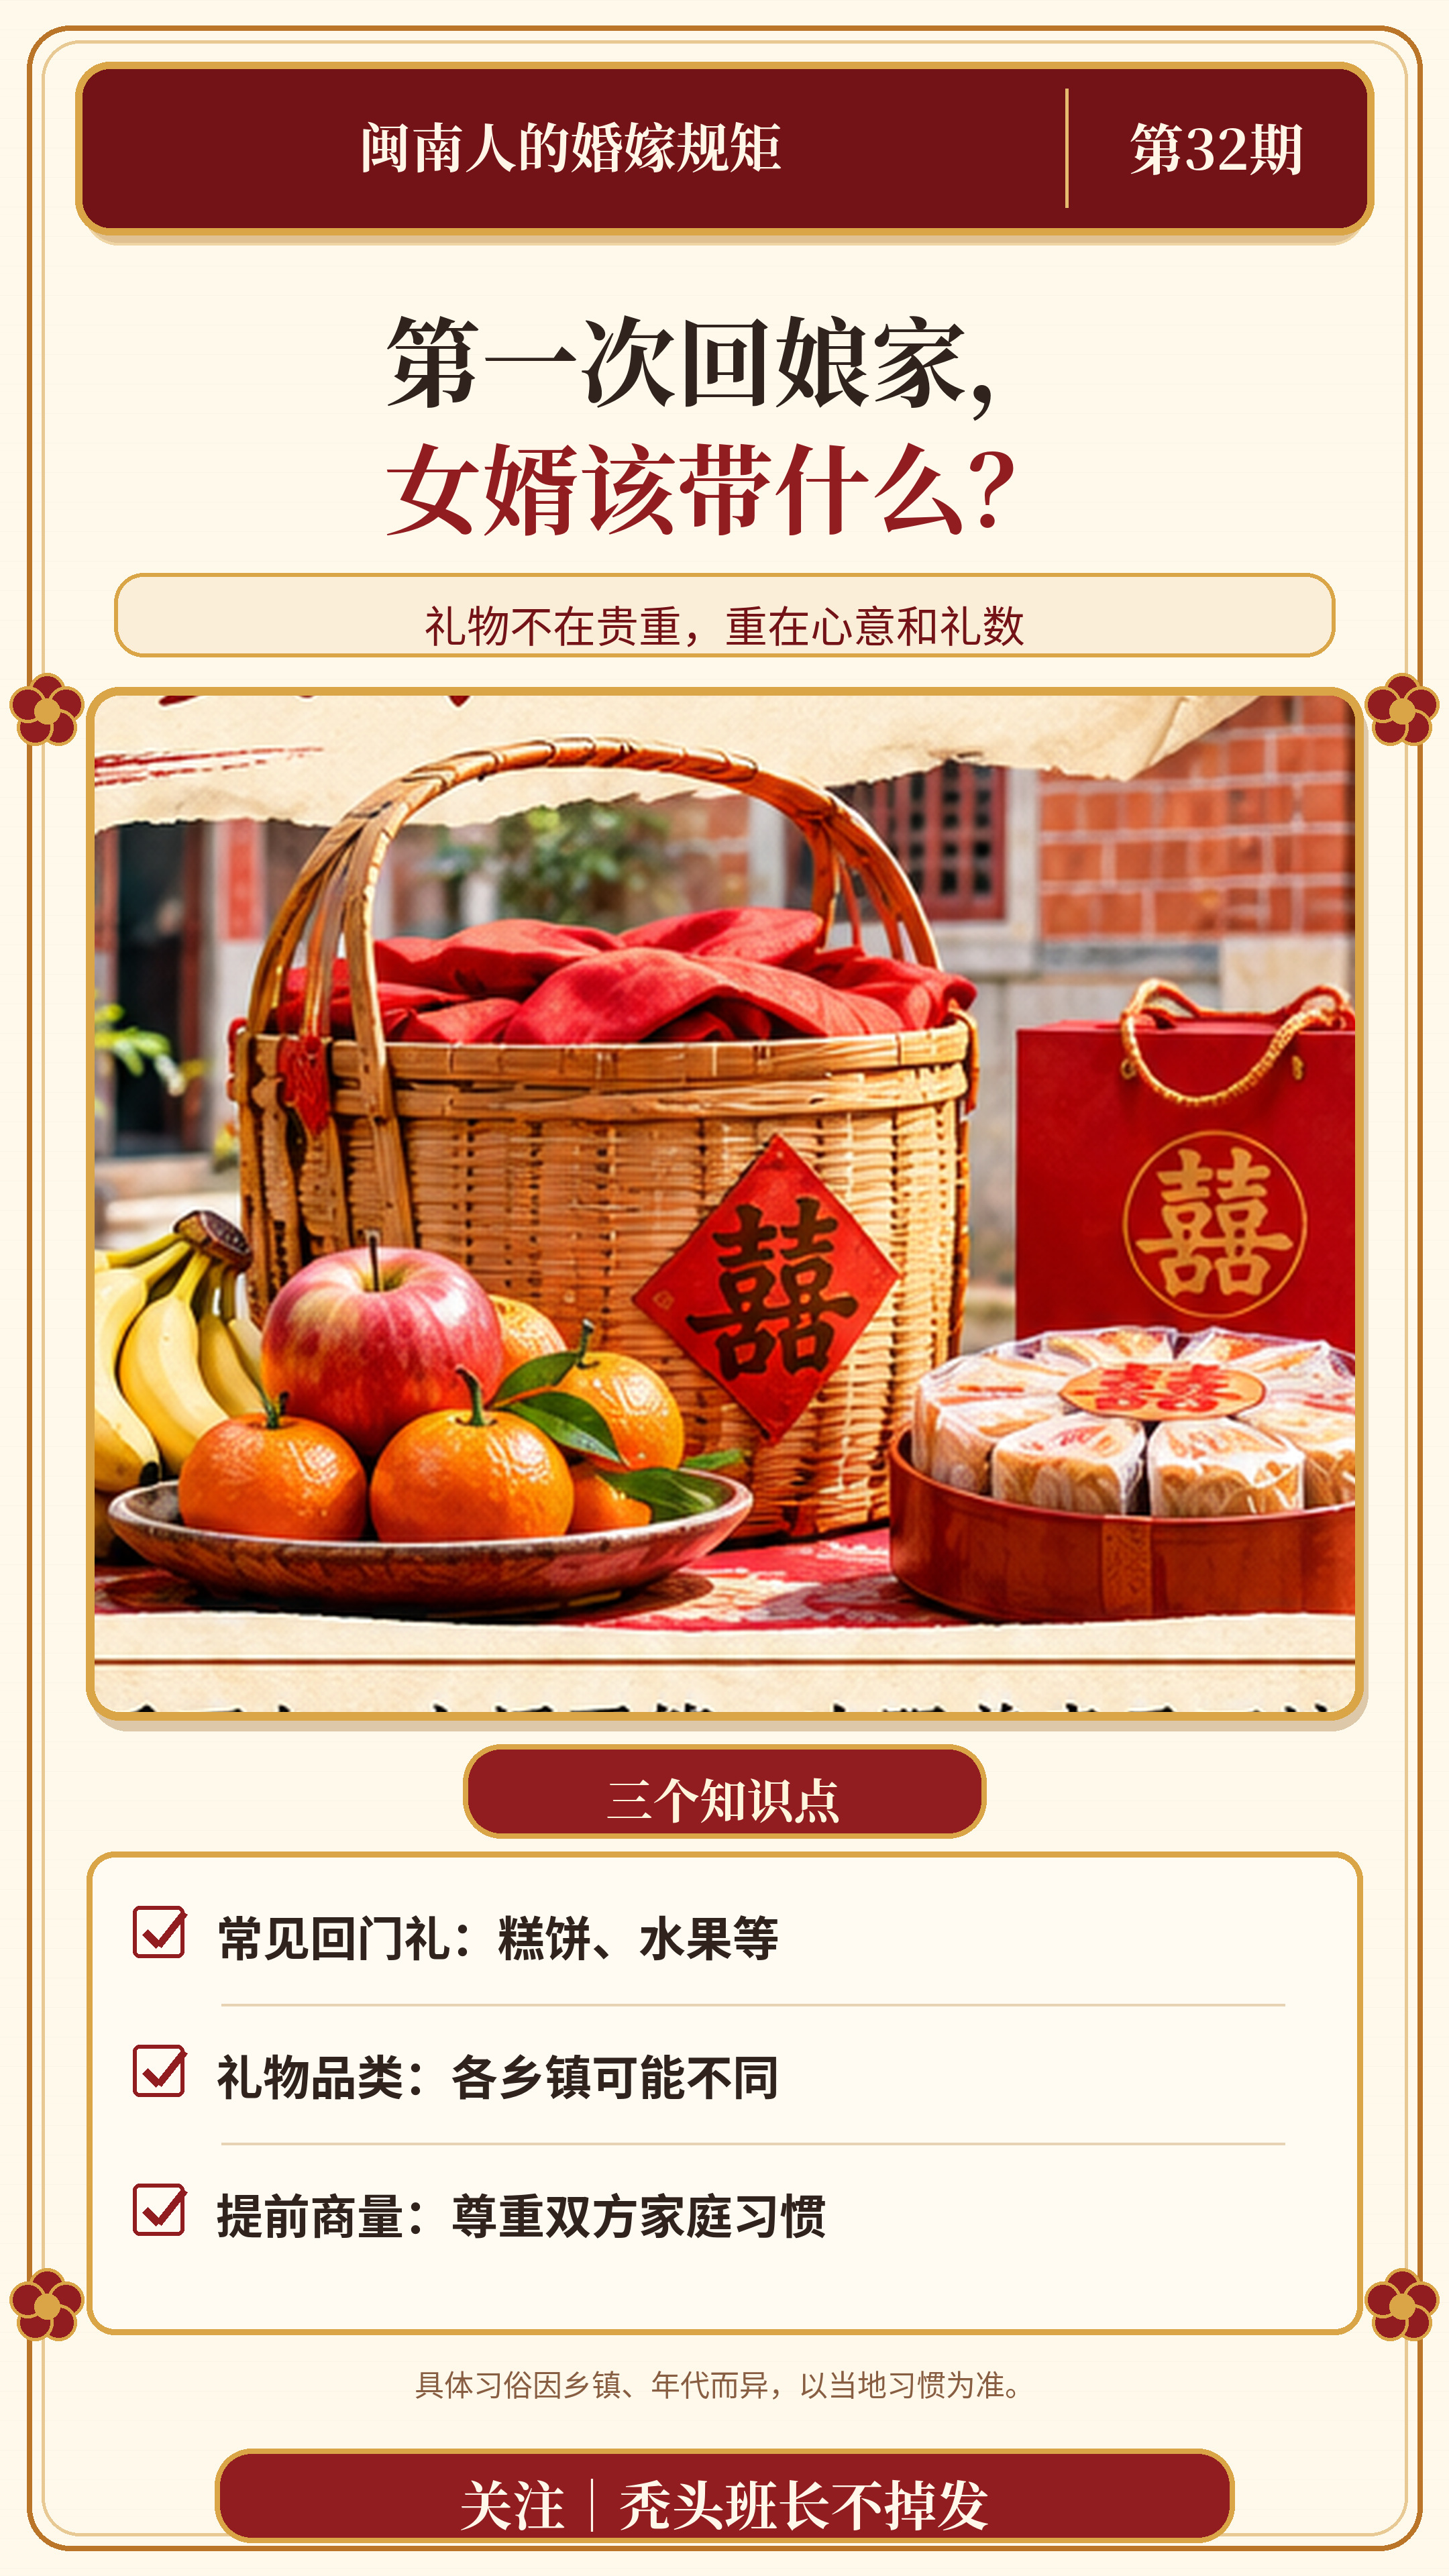 闽南人的婚嫁规矩
第32期
第一次回娘家，
女婿该带什么？
礼物不在贵重，重在心意和礼数
囍
囍
囍
三个知识点
常见回门礼：糕饼、水果等
礼物品类：各乡镇可能不同
提前商量：尊重双方家庭习惯
具体习俗因乡镇、年代而异，以当地习惯为准。
关注｜秃头班长不掉发